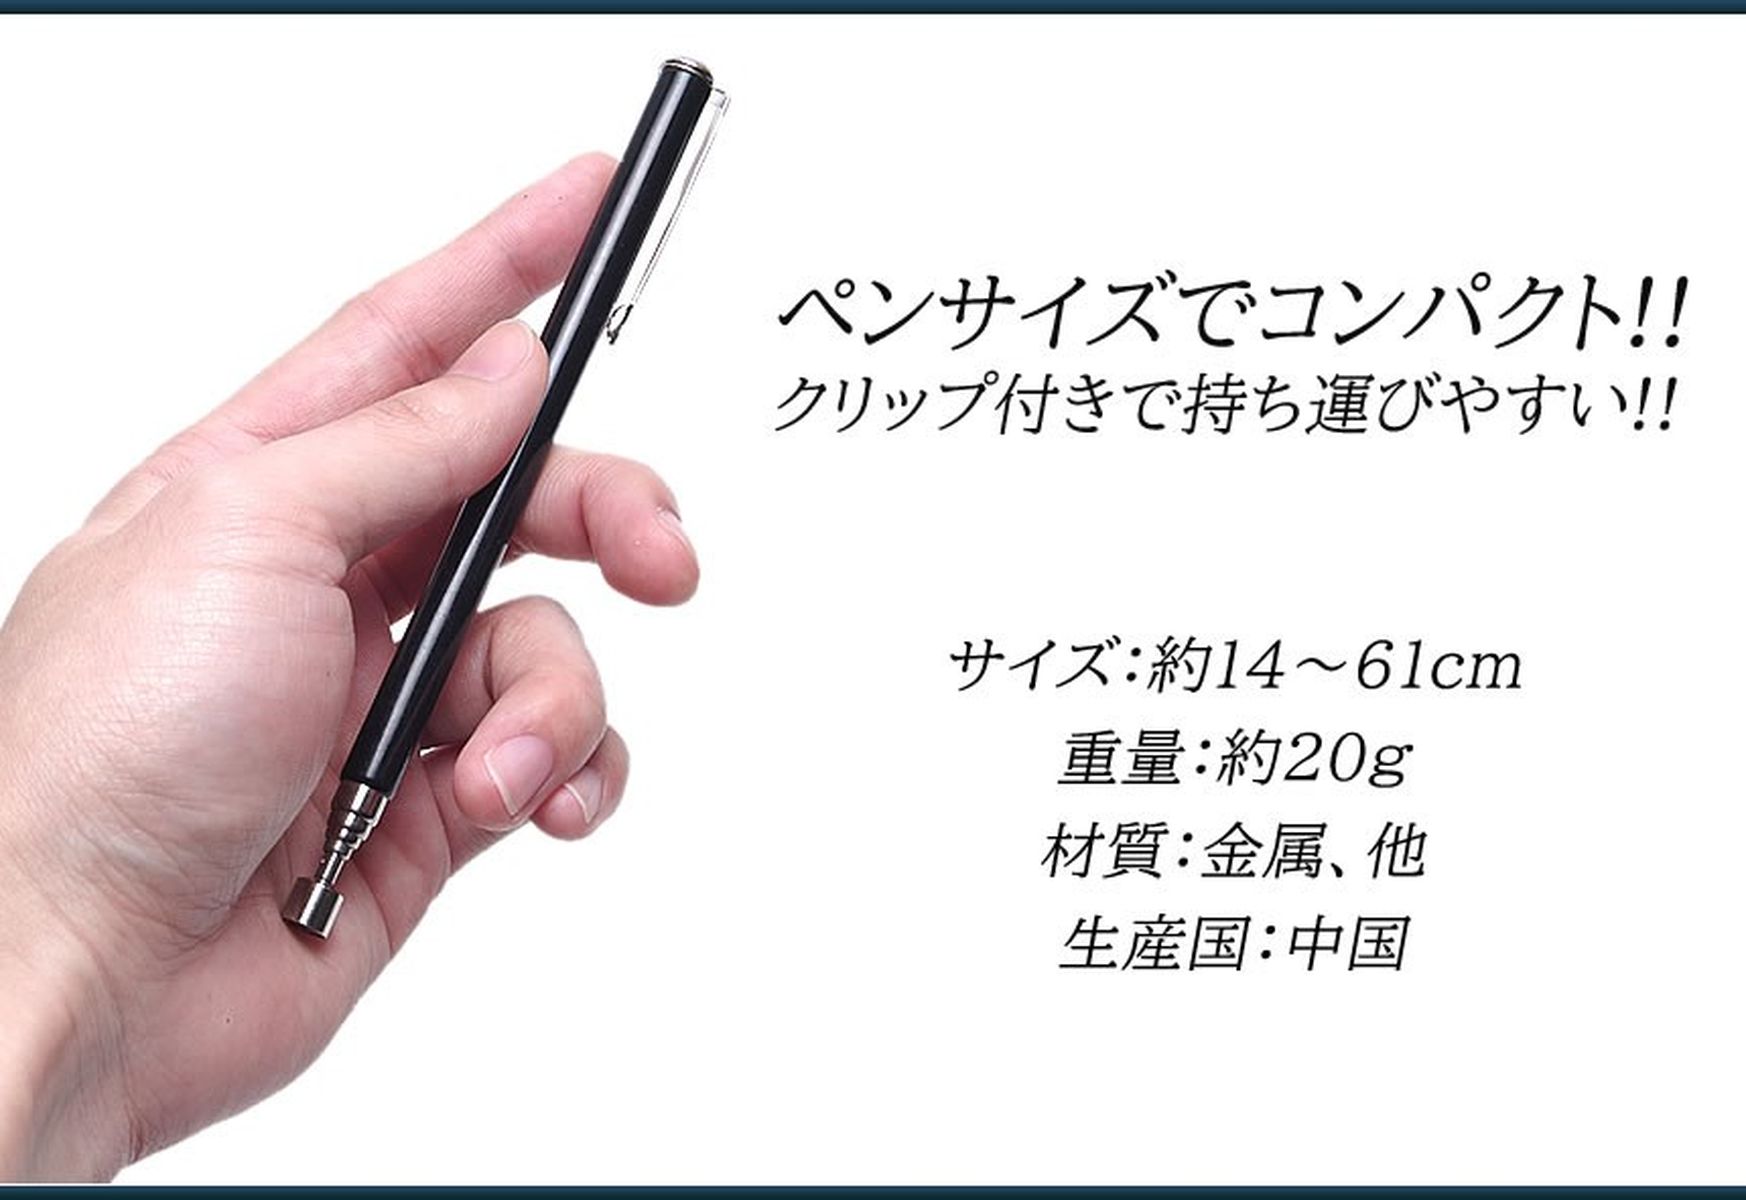 ペンサイズでコンパクト!!
クリップ付きで持ち運びやすい!!
サイズ：約14～61cm
重量：約20g
材質：金属、他
生産国：中国